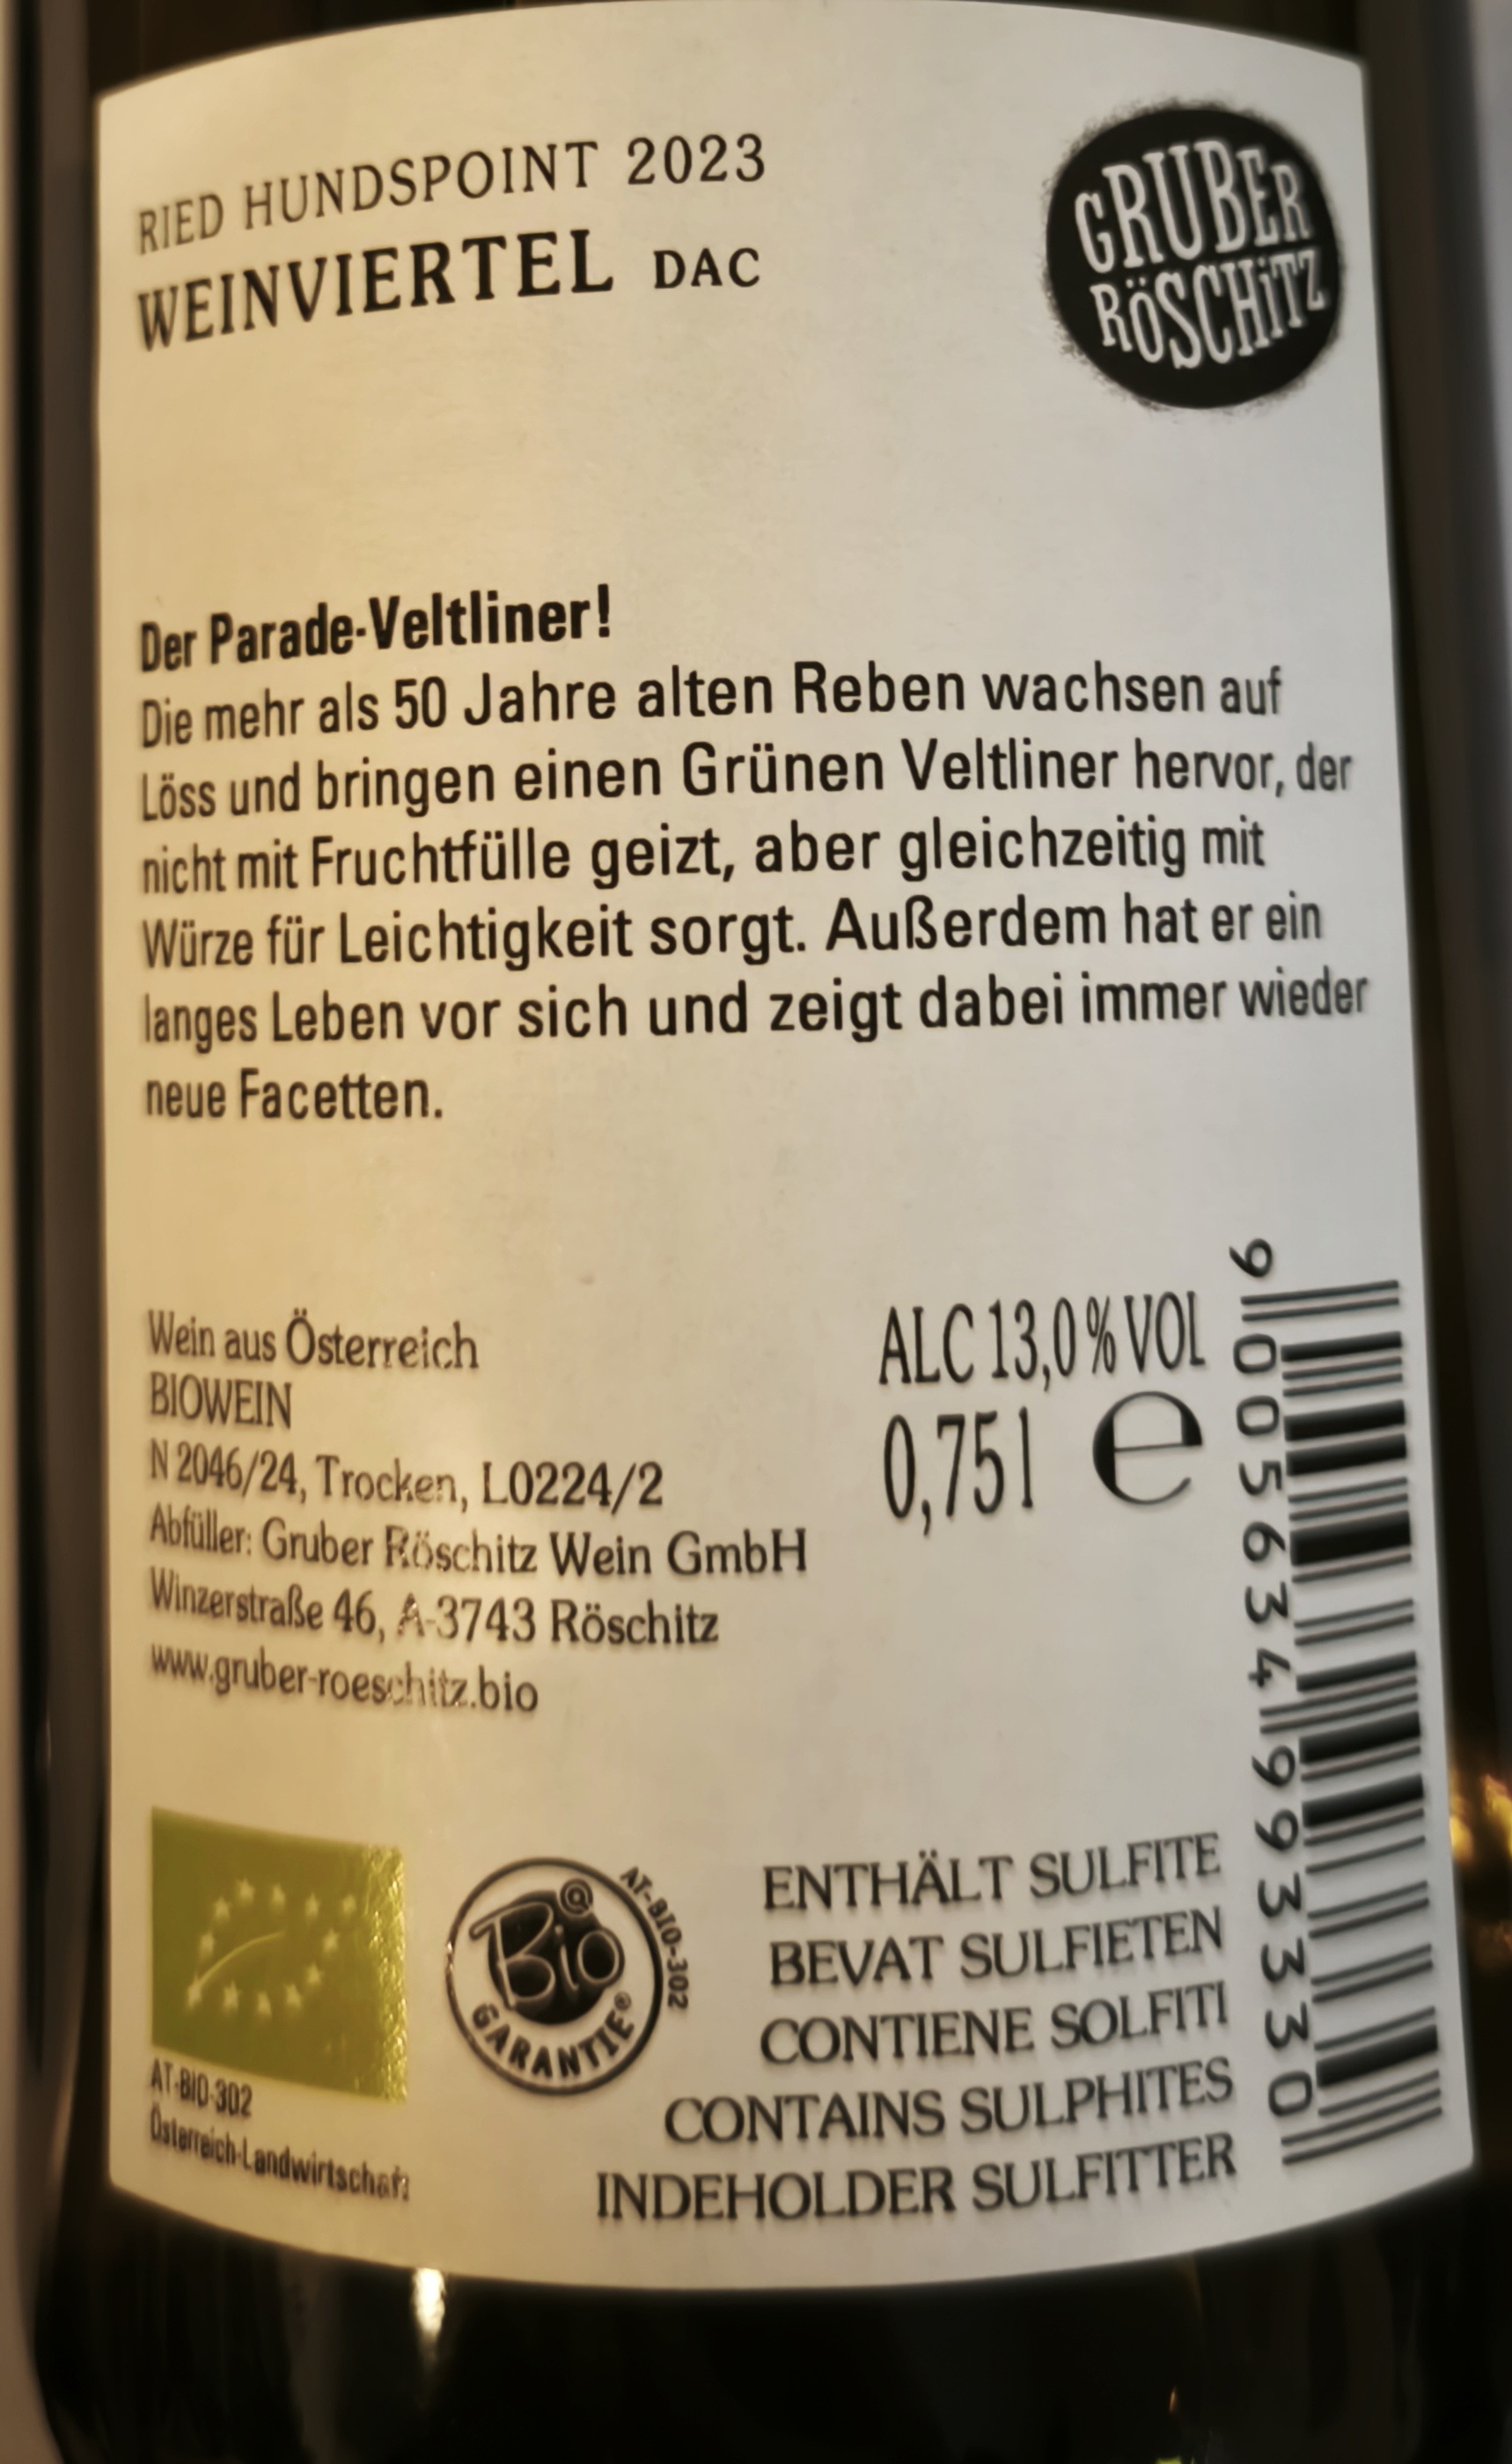 RIED HUNDSPOINT 2023
WEINVIERTEL DAC
GRUBER
RÖSCHITZ
Der Parade-Veltliner!
Die mehr als 50 Jahre alten Reben wachsen auf
Löss und bringen einen Grünen Veltliner hervor, der
nicht mit Fruchtfülle geizt, aber gleichzeitig mit
Würze für Leichtigkeit sorgt. Außerdem hat er ein
langes Leben vor sich und zeigt dabei immer wieder
neue Facetten.
Wein aus Österreich
BIOWEIN
N 2046/24, Trocken, L0224/2
Abfüller: Gruber Röschitz Wein GmbH
Winzerstraße 46, A-3743 Röschitz
www.gruber-roeschitz.bio
ALC 13,0 % VOL
0,75 l e
9 005634 993330
AT-BIO-302
Österreich-Landwirtschaft
Bio
GARANTIE®
AT-BIO-302
ENTHÄLT SULFITE
BEVAT SULFIETEN
CONTIENE SOLFITI
CONTAINS SULPHITES
INDEHOLDER SULFITTER